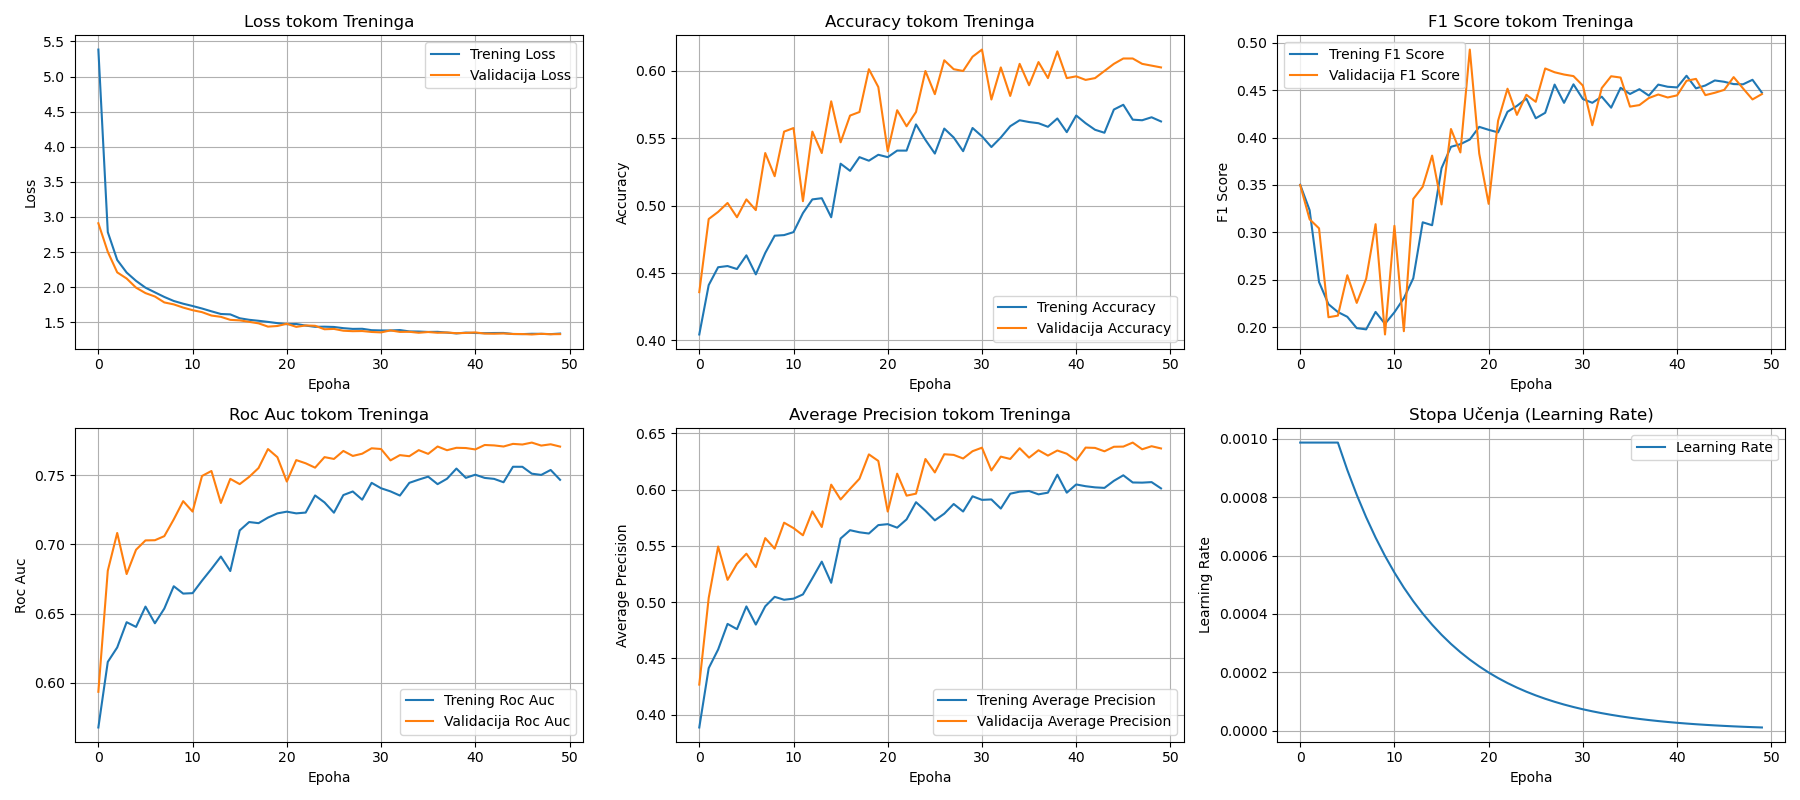 Loss tokom Treninga
5.5
5.0
4.5
4.0
3.5
3.0
2.5
2.0
1.5
Loss
Trening Loss
Validacija Loss
0 10 20 30 40 50
Epoha
Accuracy tokom Treninga
0.60
0.55
0.50
0.45
0.40
Accuracy
Trening Accuracy
Validacija Accuracy
0 10 20 30 40 50
Epoha
F1 Score tokom Treninga
0.50
0.45
0.40
0.35
0.30
0.25
0.20
F1 Score
Trening F1 Score
Validacija F1 Score
0 10 20 30 40 50
Epoha
Roc Auc tokom Treninga
0.75
0.70
0.65
0.60
Roc Auc
Trening Roc Auc
Validacija Roc Auc
0 10 20 30 40 50
Epoha
Average Precision tokom Treninga
0.65
0.60
0.55
0.50
0.45
0.40
Average Precision
Trening Average Precision
Validacija Average Precision
0 10 20 30 40 50
Epoha
Stopa Učenja (Learning Rate)
0.0010
0.0008
0.0006
0.0004
0.0002
0.0000
Learning Rate
Learning Rate
0 10 20 30 40 50
Epoha